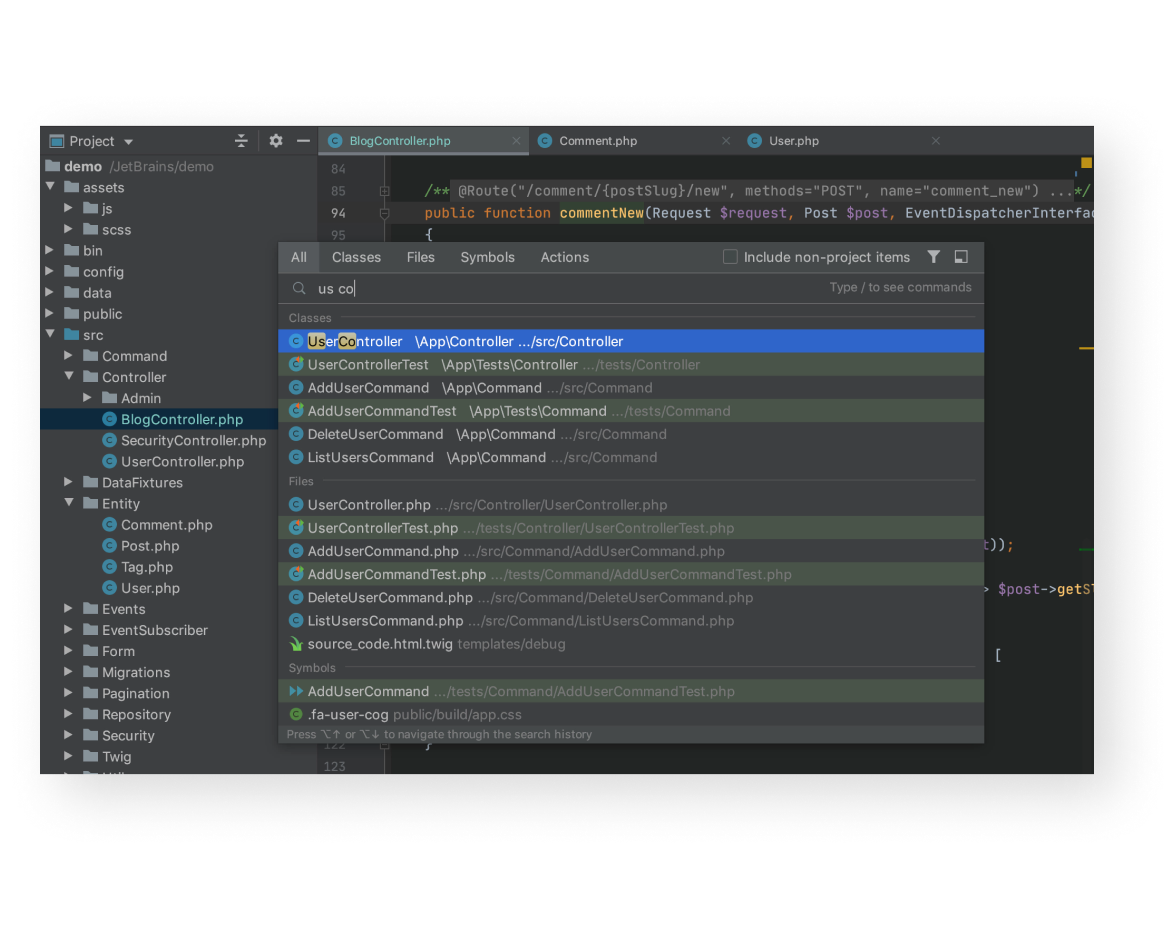 Project
demo /JetBrains/demo
assets
js
scss
bin
config
data
public
src
Command
Controller
Admin
BlogController.php
SecurityController.php
UserController.php
DataFixtures
Entity
Comment.php
Post.php
Tag.php
User.php
Events
EventSubscriber
Form
Migrations
Pagination
Repository
Security
Twig
BlogController.php Comment.php User.php
84
85 /** @Route("/comment/{postSlug}/new", methods="POST", name="comment_new") ...*/
94 public function commentNew(Request $request, Post $post, EventDispatcherInterfac
95 {
All Classes Files Symbols Actions Include non-project items
us co Type / to see commands
Classes
UserController \App\Controller .../src/Controller
UserControllerTest \App\Tests\Controller .../tests/Controller
AddUserCommand \App\Command .../src/Command
AddUserCommandTest \App\Tests\Command .../tests/Command
DeleteUserCommand \App\Command .../src/Command
ListUsersCommand \App\Command .../src/Command
Files
UserController.php .../src/Controller/UserController.php
UserControllerTest.php .../tests/Controller/UserControllerTest.php
AddUserCommand.php .../src/Command/AddUserCommand.php
AddUserCommandTest.php .../tests/Command/AddUserCommandTest.php
DeleteUserCommand.php .../src/Command/DeleteUserCommand.php
ListUsersCommand.php .../src/Command/ListUsersCommand.php
source_code.html.twig templates/debug
Symbols
AddUserCommand .../tests/Command/AddUserCommandTest.php
.fa-user-cog public/build/app.css
Press ⌥↑ or ⌥↓ to navigate through the search history
t));
> $post->getSl
[
122 }
123